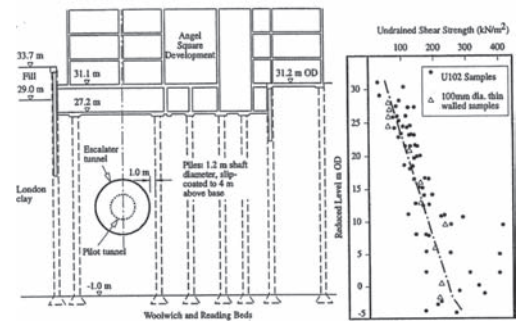 33.7 m
Fill
29.0 m
31.1 m
27.2 m
Angel
Square
Development
31.2 m OD
Escalater
tunnel
1.0 m
Piles: 1.2 m shaft
diameter, slip-
coated to 4 m
above base
London
clay
Pilot tunnel
-1.0 m
Woolwich and Reading Beds
Undrained Shear Strength (kN/m²)
100 200 300 400
U102 Samples
100mm dia. thin
walled samples
Reduced Level m OD
30
25
20
15
10
5
0
-5